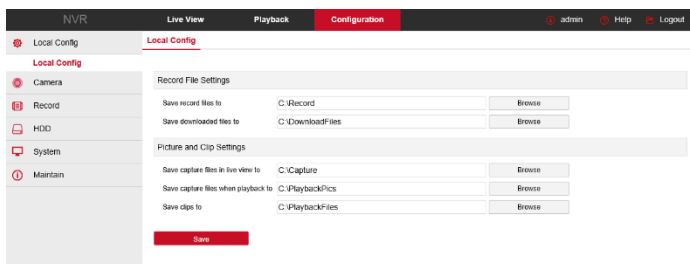 NVR Live View Playback Configuration admin Help Logout
Local Config
Local Config
Local Config
Camera
Record
HDD
System
Maintain
Record File Settings
Save record files to C:\Record Browse
Save downloaded files to C:\DownloadFiles Browse
Picture and Clip Settings
Save capture files in live view to C:\Capture Browse
Save capture files when playback to C:\PlaybackPics Browse
Save clips to C:\PlaybackFiles Browse
Save